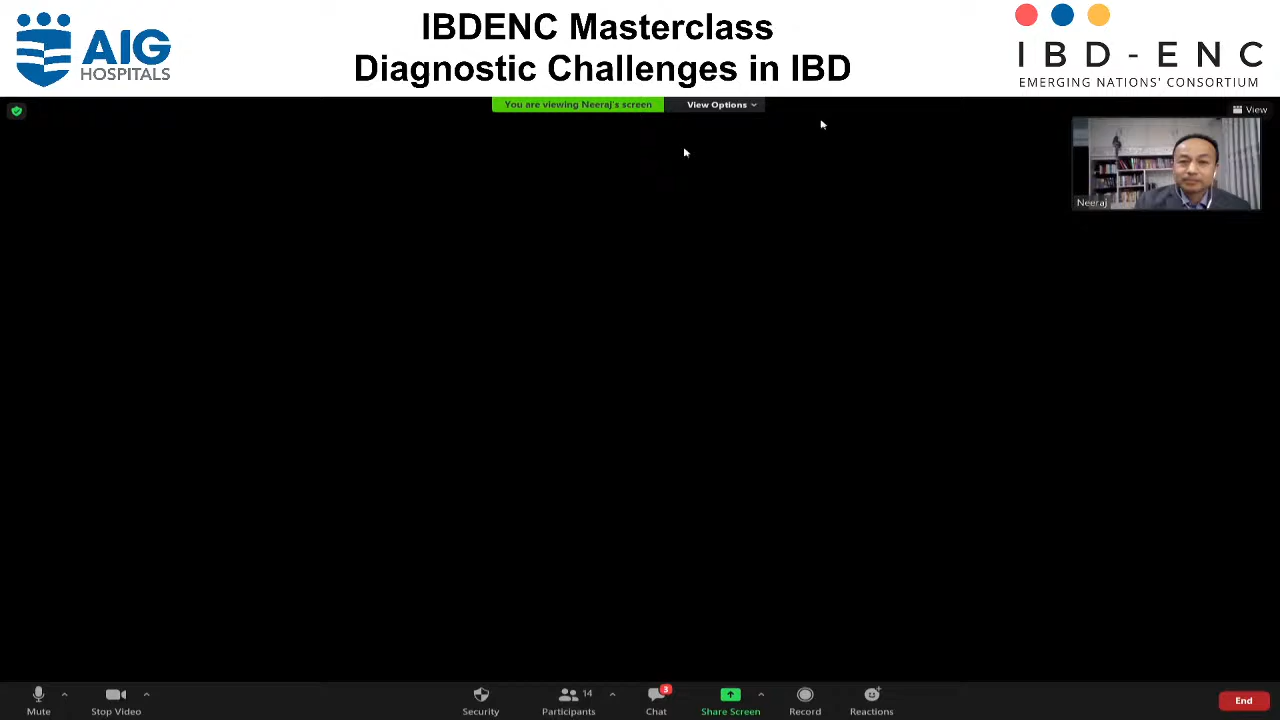 AIG
HOSPITALS
IBDENC Masterclass
Diagnostic Challenges in IBD
IBD-ENC
EMERGING NATIONS' CONSORTIUM
You are viewing Neeraj's screen
View Options
View
Neeraj
Mute
Stop Video
Security
Participants
14
Chat
3
Share Screen
Record
Reactions
End